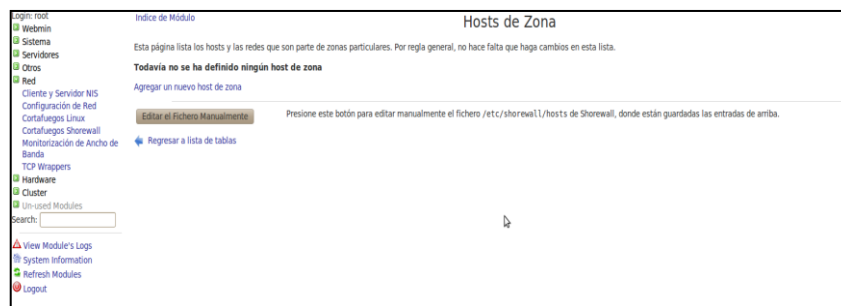 Login: root
Webmin
Sistema
Servidores
Otros
Red
Cliente y Servidor NIS
Configuración de Red
Cortafuegos Linux
Cortafuegos Shorewall
Monitorización de Ancho de
Banda
TCP Wrappers
Hardware
Cluster
Un-used Modules
Search:
View Module's Logs
System Information
Refresh Modules
Logout
Indice de Módulo
Hosts de Zona
Esta página lista los hosts y las redes que son parte de zonas particulares. Por regla general, no hace falta que haga cambios en esta lista.
Todavía no se ha definido ningún host de zona
Agregar un nuevo host de zona
Editar el Fichero Manualmente
Presione este botón para editar manualmente el fichero /etc/shorewall/hosts de Shorewall, donde están guardadas las entradas de arriba.
Regresar a lista de tablas